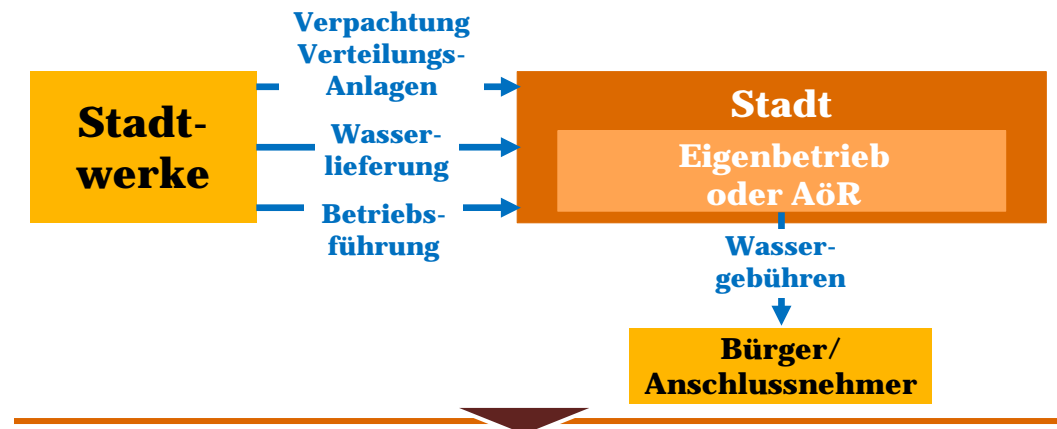 Verpachtung
Verteilungs-
Anlagen
Stadt-
werke
Wasser-
lieferung
Betriebs-
führung
Stadt
Eigenbetrieb
oder AöR
Wasser-
gebühren
Bürger/
Anschlussnehmer